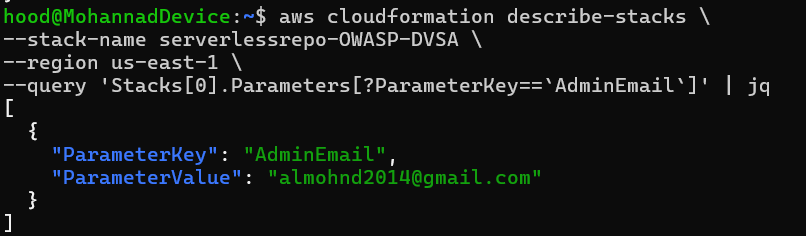 hood@MohannadDevice:~$ aws cloudformation describe-stacks \
--stack-name serverlessrepo-OWASP-DVSA \
--region us-east-1 \
--query 'Stacks[0].Parameters[?ParameterKey==`AdminEmail`]' | jq
[
  {
    "ParameterKey": "AdminEmail",
    "ParameterValue": "almohnd2014@gmail.com"
  }
]